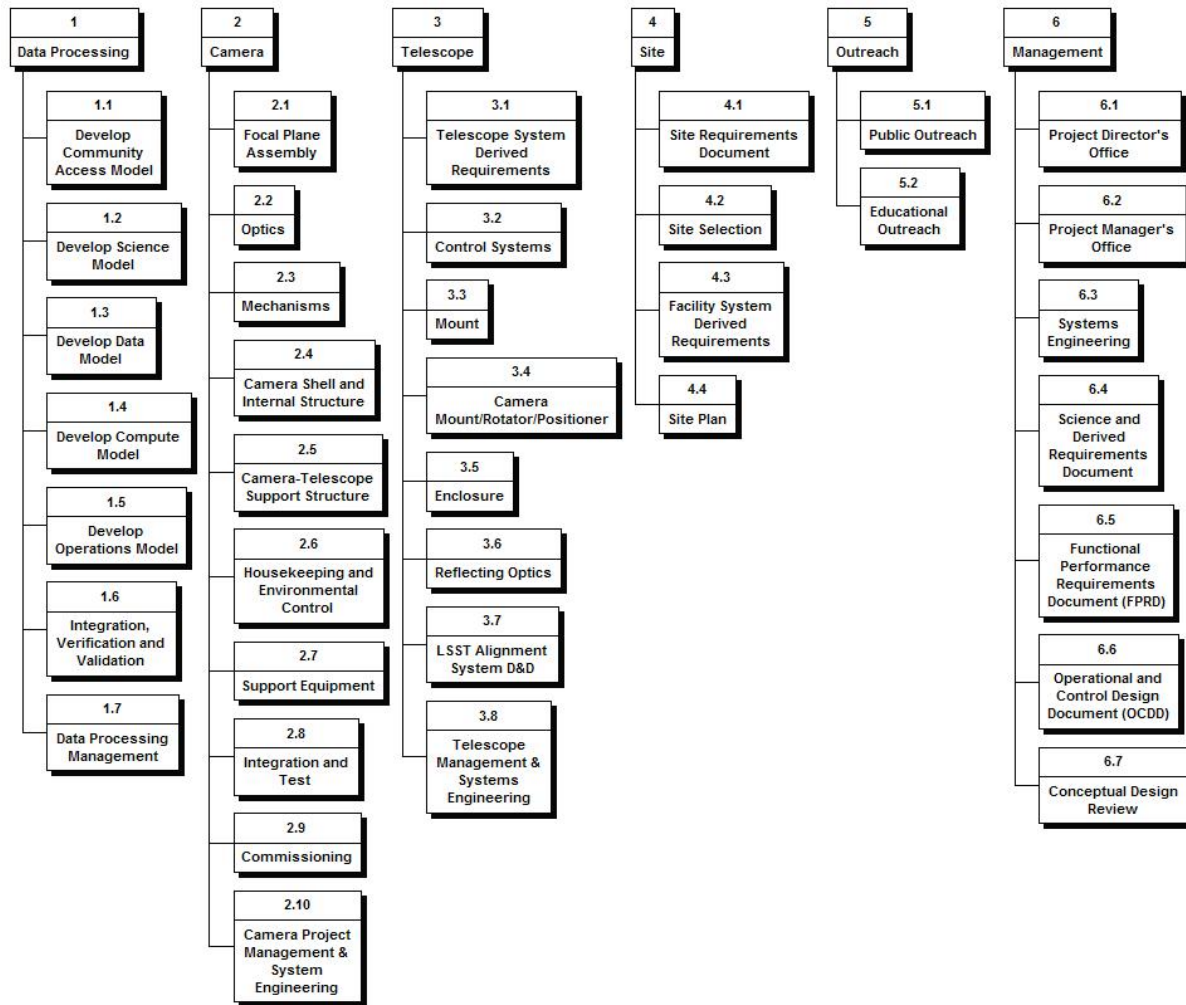 1
Data Processing
1.1
Develop
Community
Access Model
1.2
Develop Science
Model
1.3
Develop Data
Model
1.4
Develop Compute
Model
1.5
Develop
Operations Model
1.6
Integration,
Verification and
Validation
1.7
Data Processing
Management
2
Camera
2.1
Focal Plane
Assembly
2.2
Optics
2.3
Mechanisms
2.4
Camera Shell and
Internal Structure
2.5
Camera-Telescope
Support Structure
2.6
Housekeeping and
Environmental
Control
2.7
Support Equipment
2.8
Integration and
Test
2.9
Commissioning
2.10
Camera Project
Management &
System
Engineering
3
Telescope
3.1
Telescope System
Derived
Requirements
3.2
Control Systems
3.3
Mount
3.4
Camera
Mount/Rotator/Positioner
3.5
Enclosure
3.6
Reflecting Optics
3.7
LSST Alignment
System D&D
3.8
Telescope
Management &
Systems
Engineering
4
Site
4.1
Site Requirements
Document
4.2
Site Selection
4.3
Facility System
Derived
Requirements
4.4
Site Plan
5
Outreach
5.1
Public Outreach
5.2
Educational
Outreach
6
Management
6.1
Project Director's
Office
6.2
Project Manager's
Office
6.3
Systems
Engineering
6.4
Science and
Derived
Requirements
Document
6.5
Functional
Performance
Requirements
Document (FPRD)
6.6
Operational and
Control Design
Document (OCDD)
6.7
Conceptual Design
Review